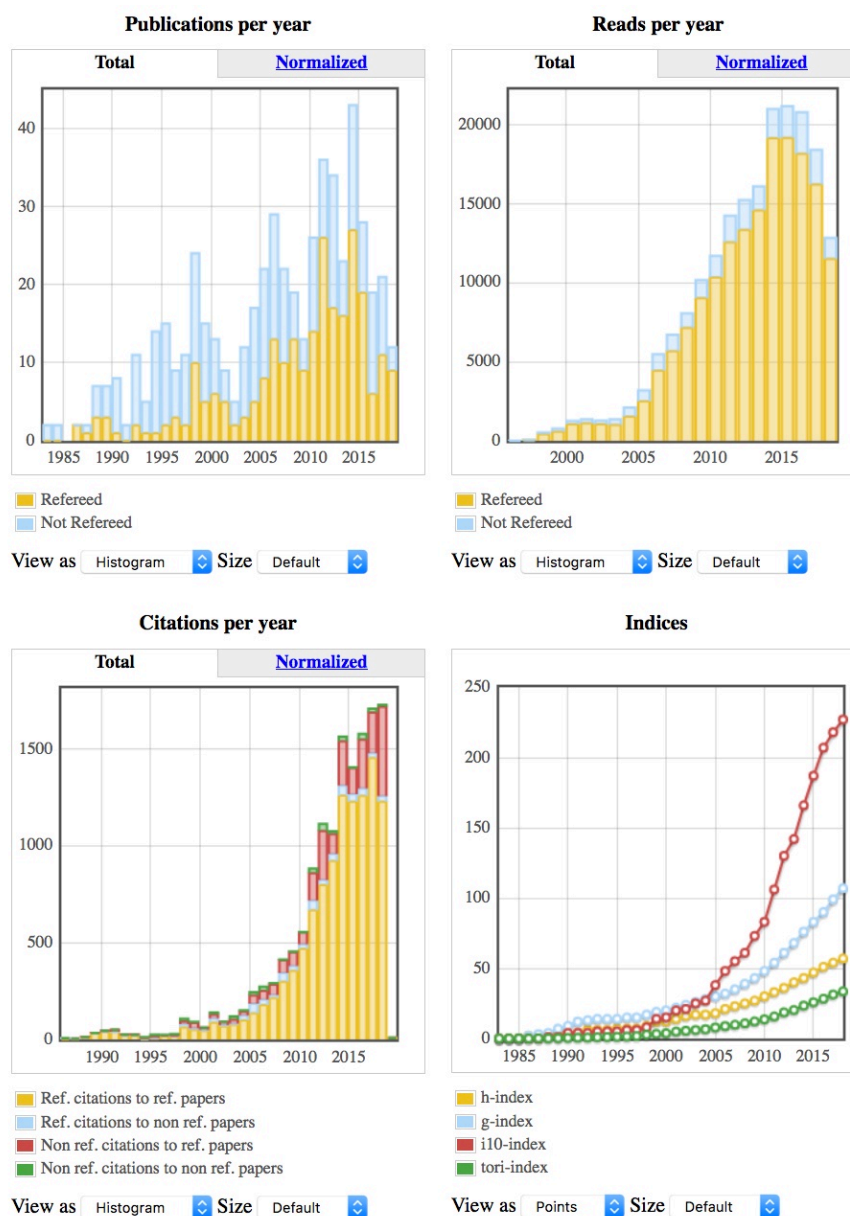 Publications per year
Total
Normalized
40
30
20
10
0
1985 1990 1995 2000 2005 2010 2015
Refereed
Not Refereed
View as Histogram Size Default
Reads per year
Total
Normalized
20000
15000
10000
5000
0
2000 2005 2010 2015
Refereed
Not Refereed
View as Histogram Size Default
Citations per year
Total
Normalized
1500
1000
500
0
1990 1995 2000 2005 2010 2015
Ref. citations to ref. papers
Ref. citations to non ref. papers
Non ref. citations to ref. papers
Non ref. citations to non ref. papers
View as Histogram Size Default
Indices
250
200
150
100
50
0
1985 1990 1995 2000 2005 2010 2015
h-index
g-index
i10-index
tori-index
View as Points Size Default